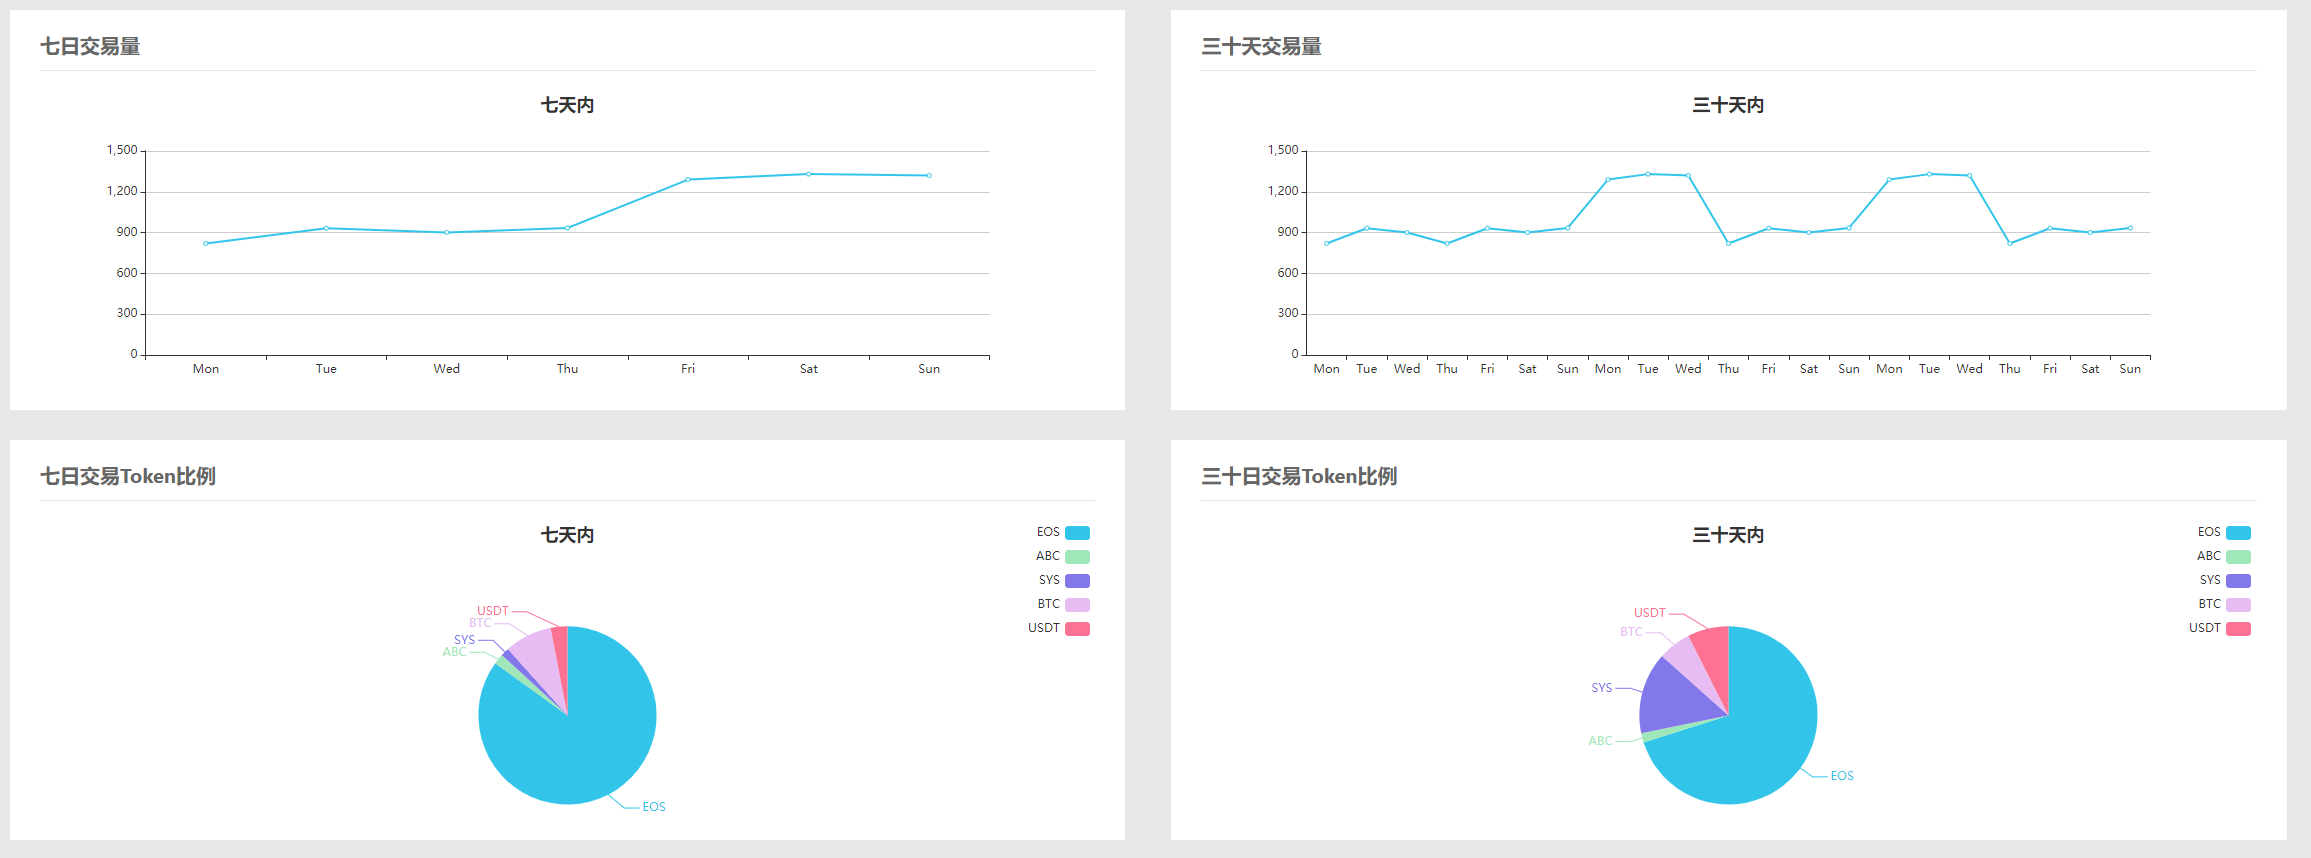 七日交易量
七天内
1,500
1,200
900
600
300
0
Mon Tue Wed Thu Fri Sat Sun
三十天交易量
三十天内
1,500
1,200
900
600
300
0
Mon Tue Wed Thu Fri Sat Sun Mon Tue Wed Thu Fri Sat Sun Mon Tue Wed Thu Fri Sat Sun
七日交易Token比例
七天内
EOS
ABC
SYS
BTC
USDT
USDT
BTC
SYS
ABC
EOS
三十日交易Token比例
三十天内
EOS
ABC
SYS
BTC
USDT
USDT
BTC
SYS
ABC
EOS